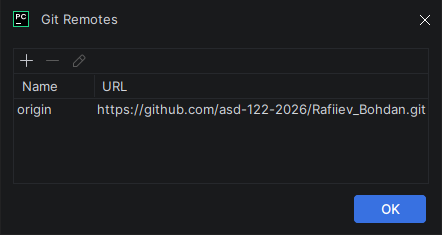 PC Git Remotes
Name URL
origin https://github.com/asd-122-2026/Rafiiev_Bohdan.git
OK